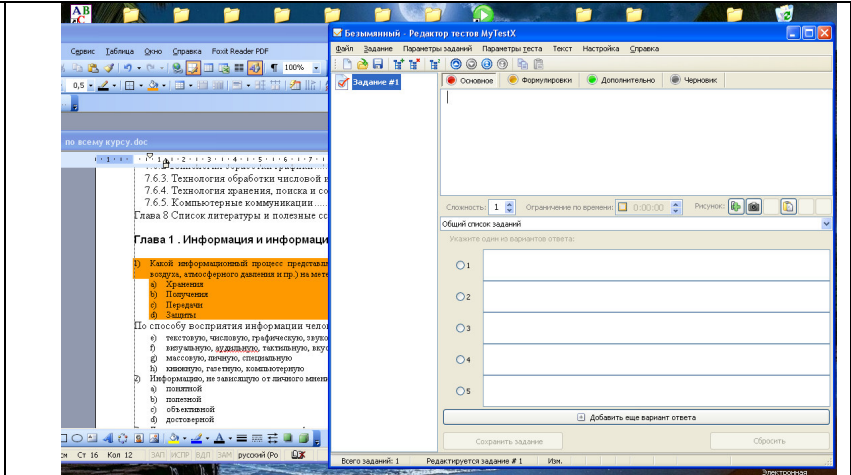 Безымянный - Редактор тестов MyTestX
Файл Задание Параметры заданий Параметры теста Текст Настройка Справка
Сервис Таблица Окно Справка Foxit Reader PDF
100%
0,5
Задание #1
Основное Формулировки Дополнительно Черновик
по всему курсу.doc
7.6.3. Технология обработки числовой и
7.6.4. Технология хранения, поиска и со
7.6.5. Компьютерные коммуникации
Глава 8 Список литературы и полезные сс
Глава 1 . Информация и информаци
1) Какой информационный процесс представл
воздуха, атмосферного давления и пр.) на мете
a) Хранения
b) Получения
c) Передачи
d) Защиты
По способу восприятия информации чело
e) текстовую, числовую, графическую, звуко
f) визуальную, аудиальную, тактильную, вкус
g) массовую, личную, специальную
h) книжную, газетную, компьютерную
2) Информацию, не зависящую от личного мнени
a) понятной
b) полезной
c) объективной
d) достоверной
Сложность: 1 Ограничение по времени: 0:00:00 Рисунок:
Общий список заданий
Укажите один из вариантов ответа:
1
2
3
4
5
Добавить еще вариант ответа
Сохранить задание Сбросить
Ст 16 Кол 12 ЗАП ИСПР ВДЛ ЗАМ русский (Ро
Всего заданий: 1 Редактируется задание # 1 Изм.
Электронная